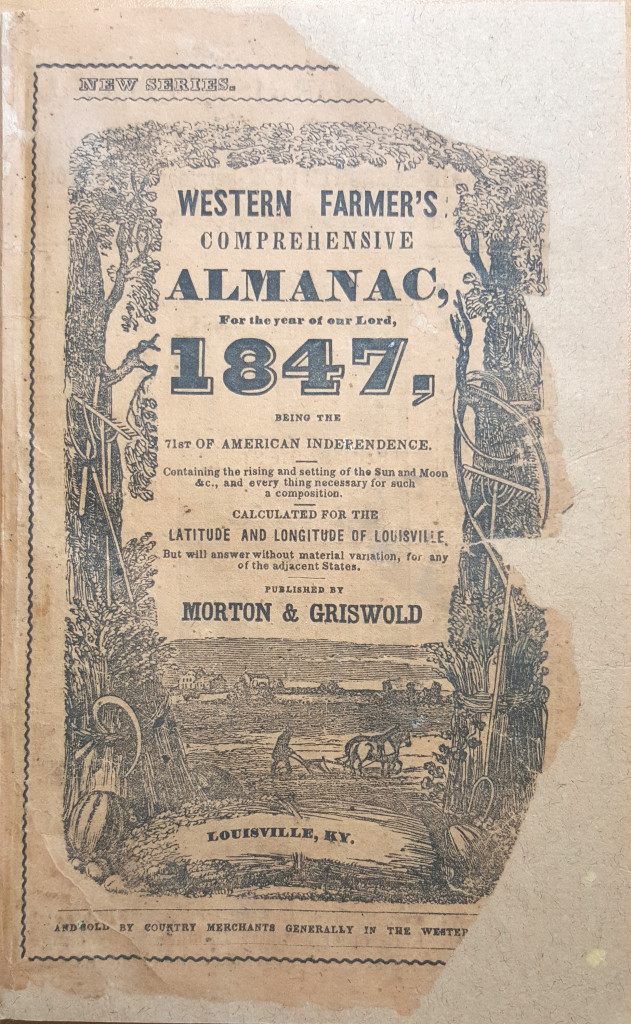 NEW SERIES.
WESTERN FARMER'S
COMPREHENSIVE
ALMANAC,
For the year of our Lord,
1847,
BEING THE
71ST OF AMERICAN INDEPENDENCE.
Containing the rising and setting of the Sun and Moon
&c., and every thing necessary for such
a composition.
CALCULATED FOR THE
LATITUDE AND LONGITUDE OF LOUISVILLE,
But will answer without material variation, for any
of the adjacent States.
PUBLISHED BY
MORTON & GRISWOLD
LOUISVILLE, KY.
AND SOLD BY COUNTRY MERCHANTS GENERALLY IN THE WESTER